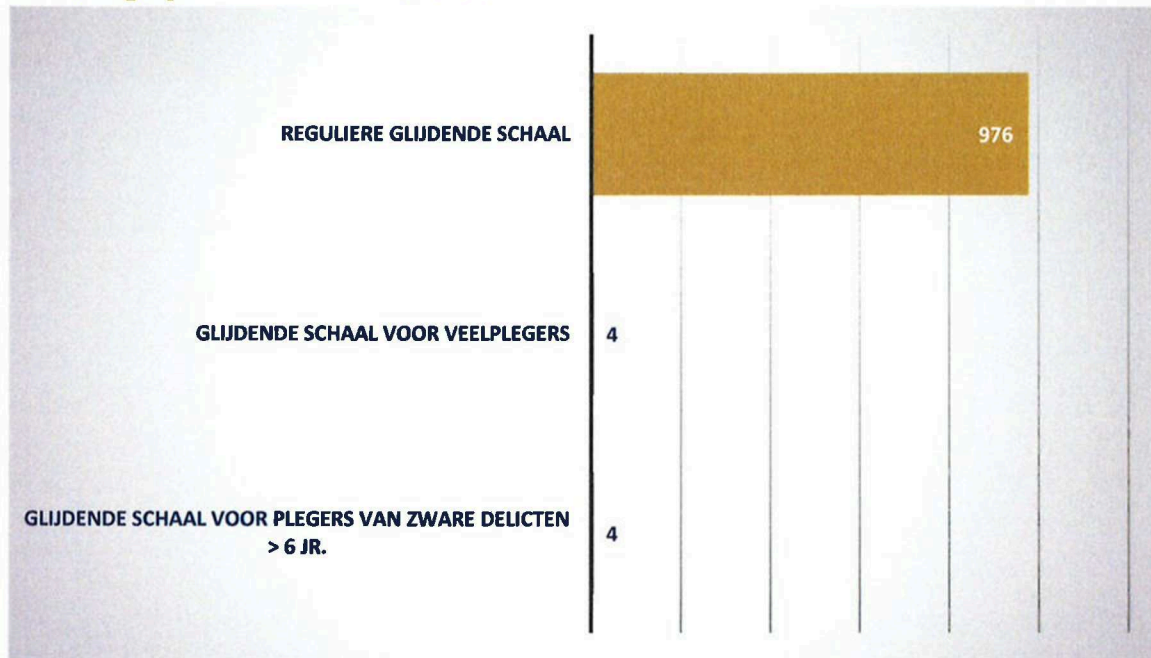 REGULIERE GLIJDENDE SCHAAL
976
GLIJDENDE SCHAAL VOOR VEELPLEGERS
4
GLIJDENDE SCHAAL VOOR PLEGERS VAN ZWARE DELICTEN
> 6 JR.
4